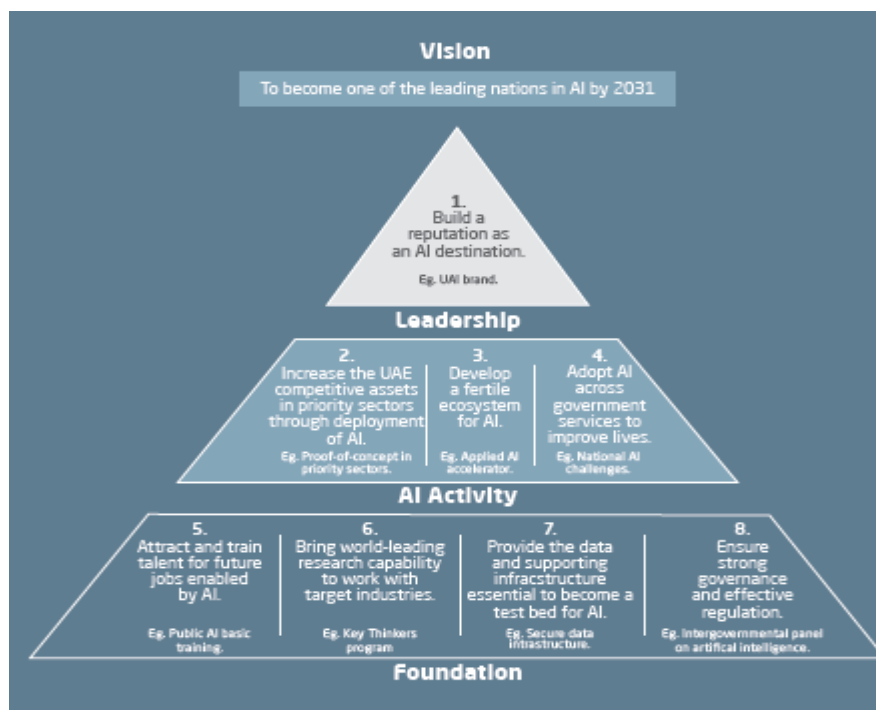 Vision
To become one of the leading nations in AI by 2031
1.
Build a
reputation as
an AI destination.
Eg. UAI brand.
Leadership
2.
Increase the UAE
competitive assets
in priority sectors
through deployment
of AI.
Eg. Proof-of-concept in
priority sectors.
3.
Develop
a fertile
ecosystem
for AI.
Eg. Applied AI
accelerator.
4.
Adopt AI
across
government
services to
improve lives.
Eg. National AI
challenges.
AI Activity
5.
Attract and train
talent for future
jobs enabled
by AI.
Eg. Public AI basic
training.
6.
Bring world-leading
research capability
to work with
target industries.
Eg. Key Thinkers
program
7.
Provide the data
and supporting
infracstructure
essential to become a
test bed for AI.
Eg. Secure data
infrastructure.
8.
Ensure
strong
governance
and effective
regulation.
Eg. Intergovernmental panel
on artifical intelligence.
Foundation